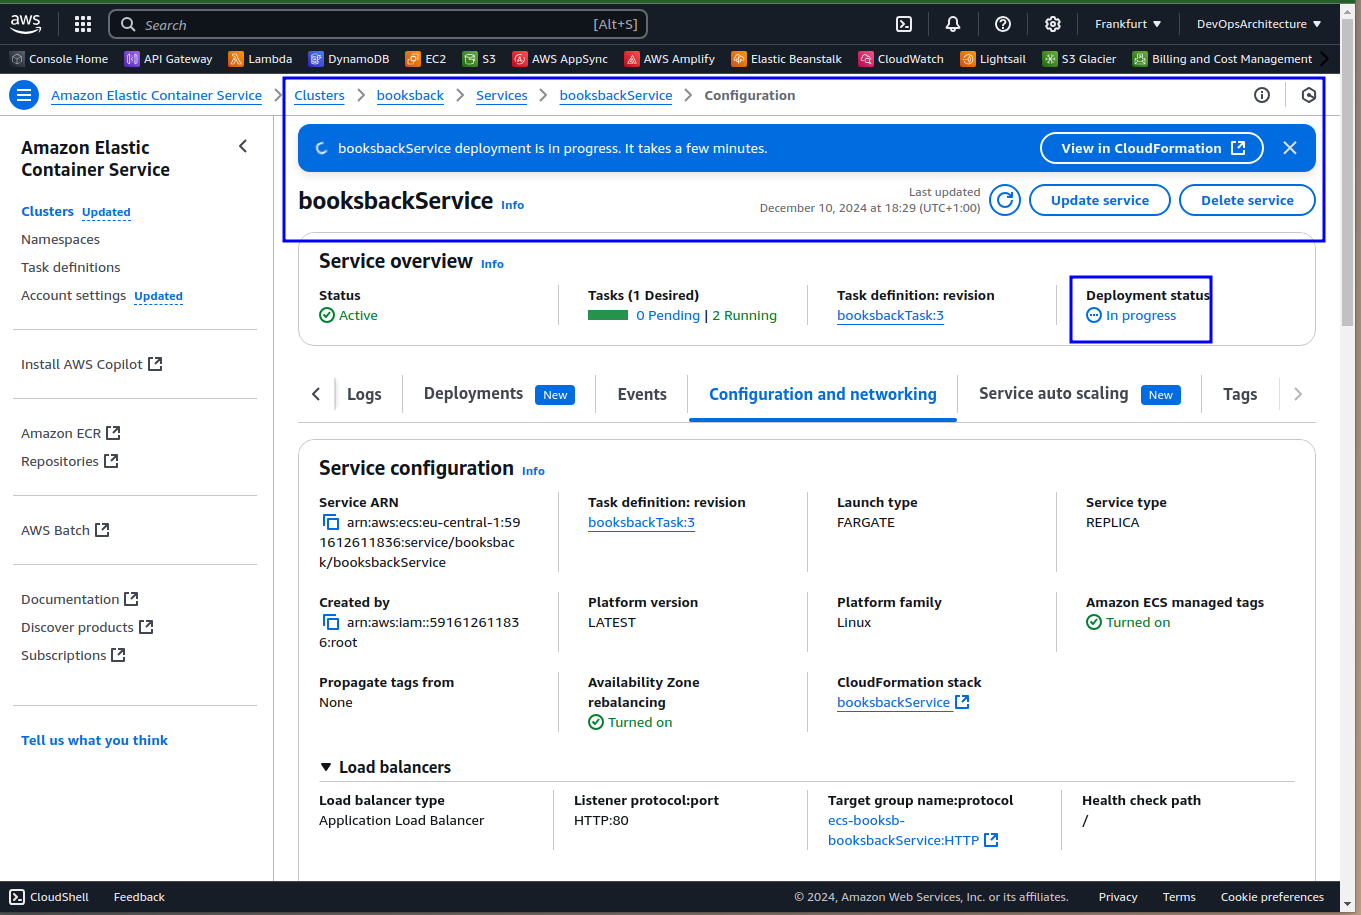 aws
Search
[Alt+S]
Frankfurt ▼
DevOpsArchitecture ▼
Console Home
API Gateway
Lambda
DynamoDB
EC2
S3
AWS AppSync
AWS Amplify
Elastic Beanstalk
CloudWatch
Lightsail
S3 Glacier
Billing and Cost Management
Amazon Elastic Container Service
Clusters
booksback
Services
booksbackService
Configuration
Amazon Elastic
Container Service
Clusters Updated
Namespaces
Task definitions
Account settings Updated
Install AWS Copilot
Amazon ECR
Repositories
AWS Batch
Documentation
Discover products
Subscriptions
Tell us what you think
booksbackService deployment is in progress. It takes a few minutes.
View in CloudFormation
booksbackService Info
Last updated
December 10, 2024 at 18:29 (UTC+1:00)
Update service
Delete service
Service overview Info
Status
Active
Tasks (1 Desired)
0 Pending | 2 Running
Task definition: revision
booksbackTask:3
Deployment status
In progress
Logs
Deployments New
Events
Configuration and networking
Service auto scaling New
Tags
Service configuration Info
Service ARN
arn:aws:ecs:eu-central-1:59
1612611836:service/booksbac
k/booksbackService
Task definition: revision
booksbackTask:3
Launch type
FARGATE
Service type
REPLICA
Created by
arn:aws:iam::59161261183
6:root
Platform version
LATEST
Platform family
Linux
Amazon ECS managed tags
Turned on
Propagate tags from
None
Availability Zone
rebalancing
Turned on
CloudFormation stack
booksbackService
Load balancers
Load balancer type
Application Load Balancer
Listener protocol:port
HTTP:80
Target group name:protocol
ecs-booksb-
booksbackService:HTTP
Health check path
/
CloudShell
Feedback
© 2024, Amazon Web Services, Inc. or its affiliates.
Privacy
Terms
Cookie preferences